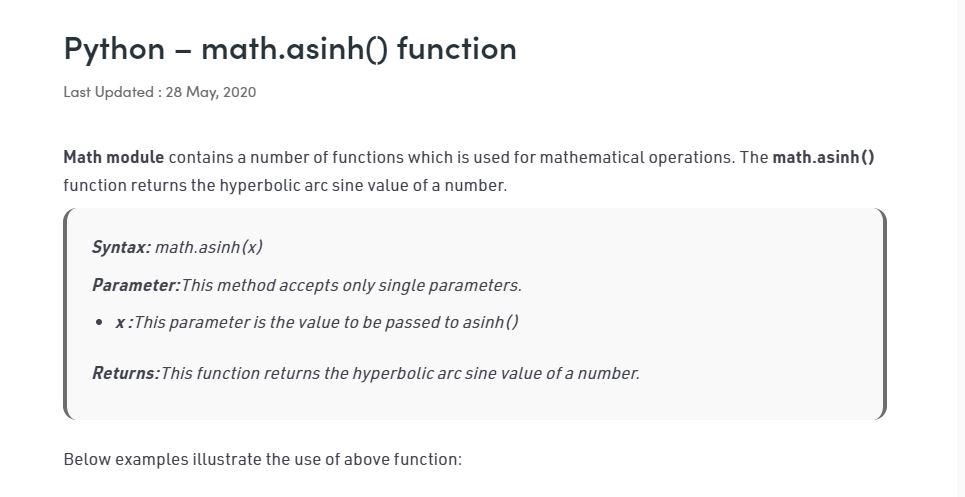 Python – math.asinh() function
Last Updated : 28 May, 2020
Math module contains a number of functions which is used for mathematical operations. The math.asinh()
function returns the hyperbolic arc sine value of a number.
Syntax: math.asinh(x)
Parameter:This method accepts only single parameters.
• x :This parameter is the value to be passed to asinh()
Returns:This function returns the hyperbolic arc sine value of a number.
Below examples illustrate the use of above function: